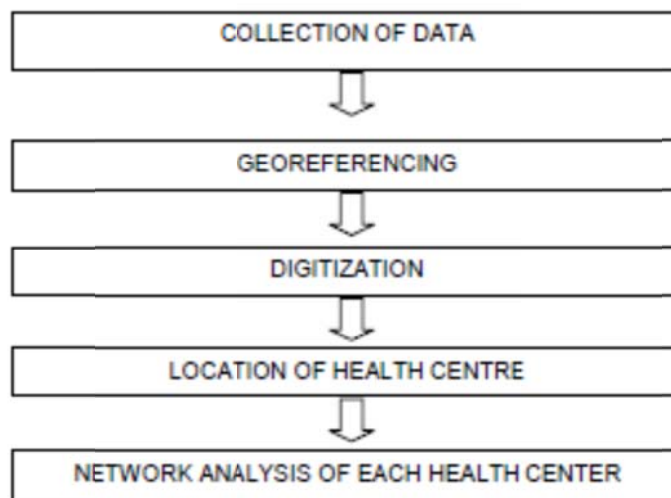 COLLECTION OF DATA
GEOREFERENCING
DIGITIZATION
LOCATION OF HEALTH CENTRE
NETWORK ANALYSIS OF EACH HEALTH CENTER